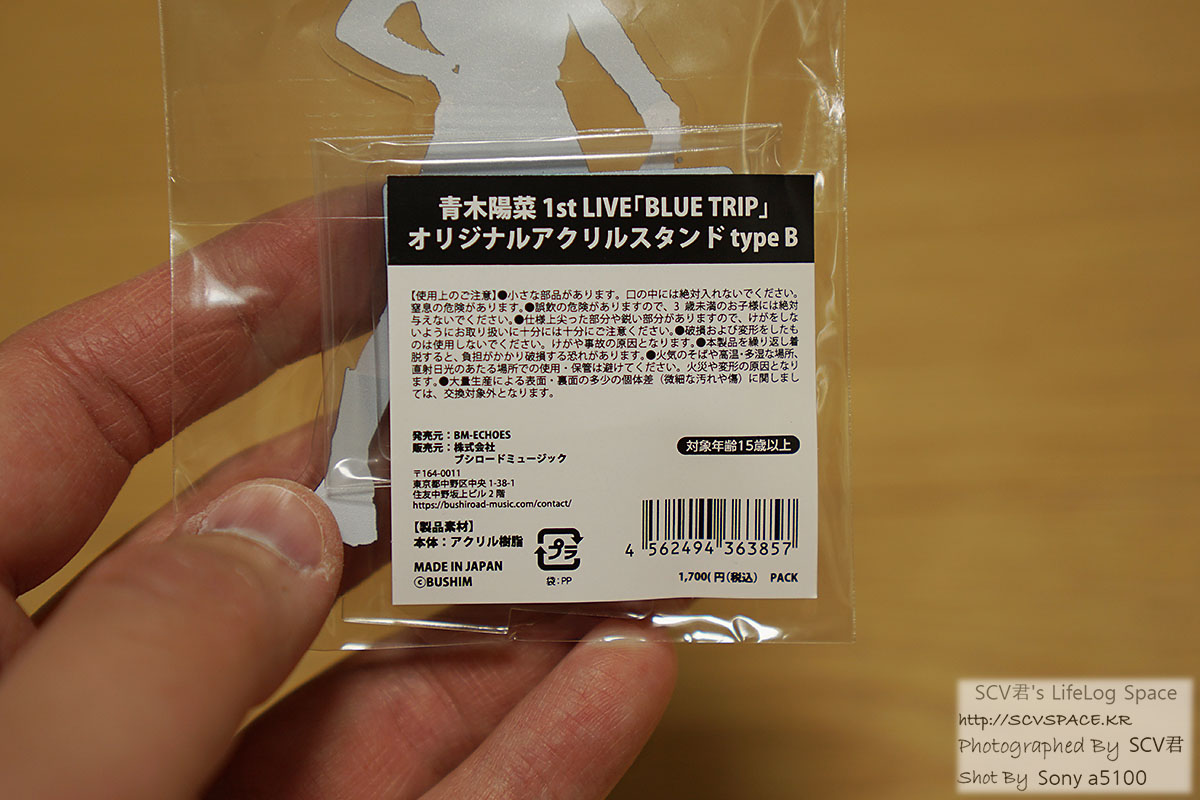 青木陽菜 1st LIVE「BLUE TRIP」
オリジナルアクリルスタンド type B
【使用上のご注意】●小さな部品があります。口の中には絶対入れないでください。
窒息の危険があります。●誤飲の危険がありますので、3 歳未満のお子様には絶対
与えないでください。●仕様上尖った部分や鋭い部分がありますので、けがをしな
いようにお取り扱いに十分には十分にご注意ください。●破損および変形をしたも
のは使用しないでください。けがや事故の原因となります。●本製品を繰り返し着
脱すると、負担がかかり破損する恐れがあります。●火気のそばや高温・多湿な場所、
直射日光のあたる場所での使用・保管は避けてください。火災や変形の原因となり
ます。●大量生産による表面・裏面の多少の個体差（微細な汚れや傷）に関しまし
ては、交換対象外となります。
発売元：BM-ECHOES
販売元：株式会社
ブシロードミュージック
対象年齢15歳以上
〒164-0011
東京都中野区中央 1-38-1
住友中野坂上ビル 2 階
https://bushiroad-music.com/contact/
【製品素材】
本体：アクリル樹脂
プラ
袋：PP
MADE IN JAPAN
©BUSHIM
4 562494 363857
1,700(円(税込) PACK
SCV君's LifeLog Space
http://SCVSPACE.KR
Photographed By SCV君
Shot By Sony a5100